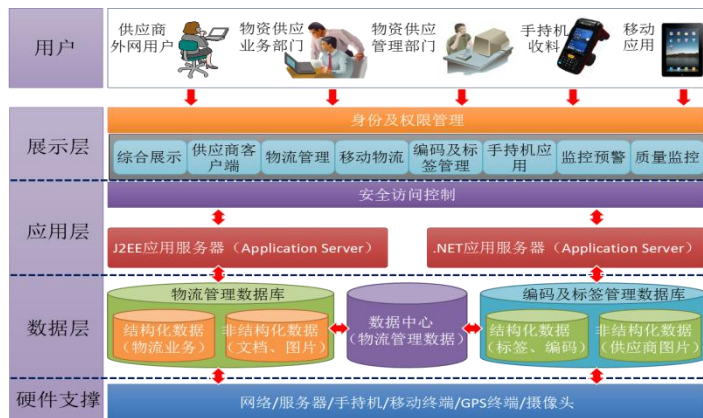 用户
供应商
外网用户
物资供应
业务部门
物资供应
管理部门
手持机
收料
移动
应用
展示层
身份及权限管理
综合展示
供应商客
户端
物流管理
移动物流
编码及标
签管理
手持机应
用
监控预警
质量监控
安全访问控制
应用层
J2EE应用服务器（Application Server）
.NET应用服务器（Application Server）
数据层
物流管理数据库
结构化数据
（物流业务）
非结构化数据
（文档、图片）
数据中心
（物流管理数据）
编码及标签管理数据库
结构化数据
（标签、编码）
非结构化数据
（供应商图片）
硬件支撑
网络/服务器/手持机/移动终端/GPS终端/摄像头